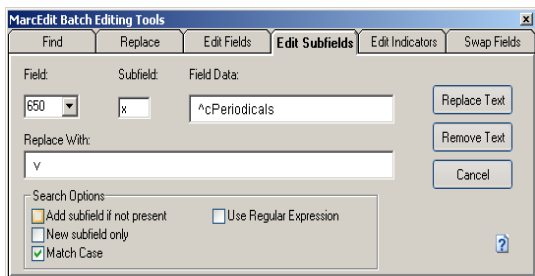 MarcEdit Batch Editing Tools
Find Replace Edit Fields Edit Subfields Edit Indicators Swap Fields
Field: Subfield: Field Data:
650 x ^cPeriodicals
Replace Text
Replace With:
Remove Text
v
Cancel
Search Options
Add subfield if not present Use Regular Expression
New subfield only
Match Case
?